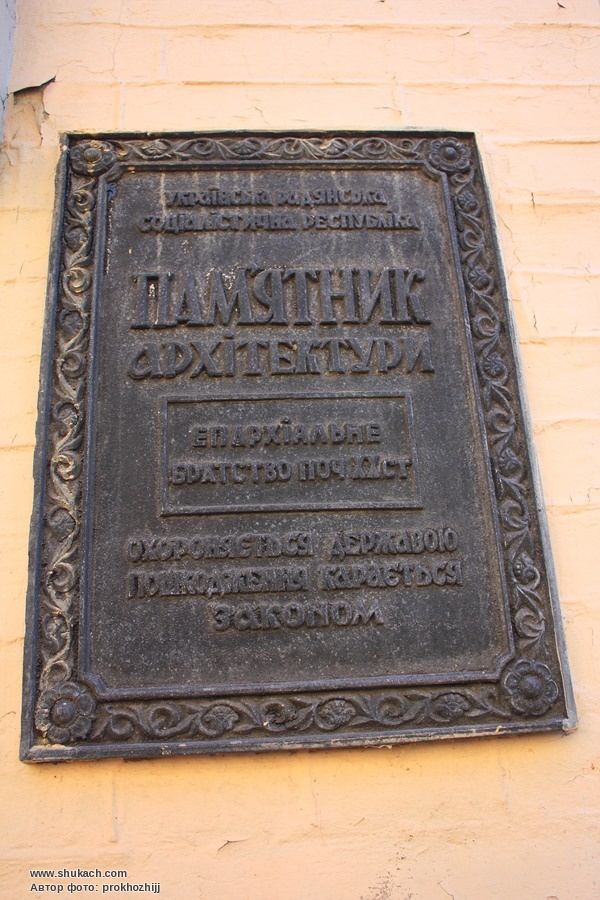 УКРАЇНСЬКА РАДЯНСЬКА
СОЦІАЛІСТИЧНА РЕСПУБЛІКА
ПАМ'ЯТНИК
АРХІТЕКТУРИ
ЕПАРХІАЛЬНЕ
БРАТСТВО ПОЧ XX СТ
ОХОРОНЯЄТЬСЯ ДЕРЖАВОЮ
ПОШКОДЖЕННЯ КАРАЄТЬСЯ
ЗАКОНОМ
www.shukach.com
Автор фото: prokhozhijj